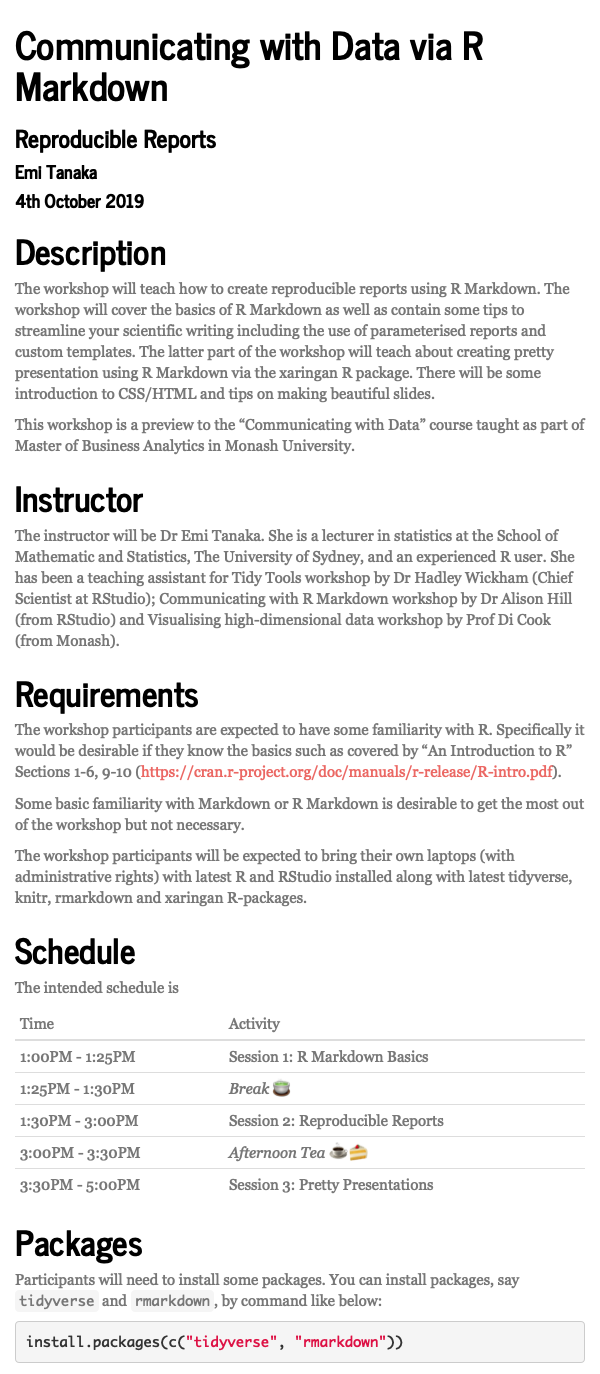 Communicating with Data via R
Markdown
Reproducible Reports
Emi Tanaka
4th October 2019
Description
The workshop will teach how to create reproducible reports using R Markdown. The
workshop will cover the basics of R Markdown as well as contain some tips to
streamline your scientific writing including the use of parameterised reports and
custom templates. The latter part of the workshop will teach about creating pretty
presentation using R Markdown via the xaringan R package. There will be some
introduction to CSS/HTML and tips on making beautiful slides.
This workshop is a preview to the “Communicating with Data” course taught as part of
Master of Business Analytics in Monash University.
Instructor
The instructor will be Dr Emi Tanaka. She is a lecturer in statistics at the School of
Mathematic and Statistics, The University of Sydney, and an experienced R user. She
has been a teaching assistant for Tidy Tools workshop by Dr Hadley Wickham (Chief
Scientist at RStudio); Communicating with R Markdown workshop by Dr Alison Hill
(from RStudio) and Visualising high-dimensional data workshop by Prof Di Cook
(from Monash).
Requirements
The workshop participants are expected to have some familiarity with R. Specifically it
would be desirable if they know the basics such as covered by “An Introduction to R”
Sections 1-6, 9-10 (https://cran.r-project.org/doc/manuals/r-release/R-intro.pdf).
Some basic familiarity with Markdown or R Markdown is desirable to get the most out
of the workshop but not necessary.
The workshop participants will be expected to bring their own laptops (with
administrative rights) with latest R and RStudio installed along with latest tidyverse,
knitr, rmarkdown and xaringan R-packages.
Schedule
The intended schedule is
Time Activity
1:00PM - 1:25PM Session 1: R Markdown Basics
1:25PM - 1:30PM Break 🍵
1:30PM - 3:00PM Session 2: Reproducible Reports
3:00PM - 3:30PM Afternoon Tea ☕🍰
3:30PM - 5:00PM Session 3: Pretty Presentations
Packages
Participants will need to install some packages. You can install packages, say
tidyverse and rmarkdown, by command like below:
install.packages(c("tidyverse", "rmarkdown"))